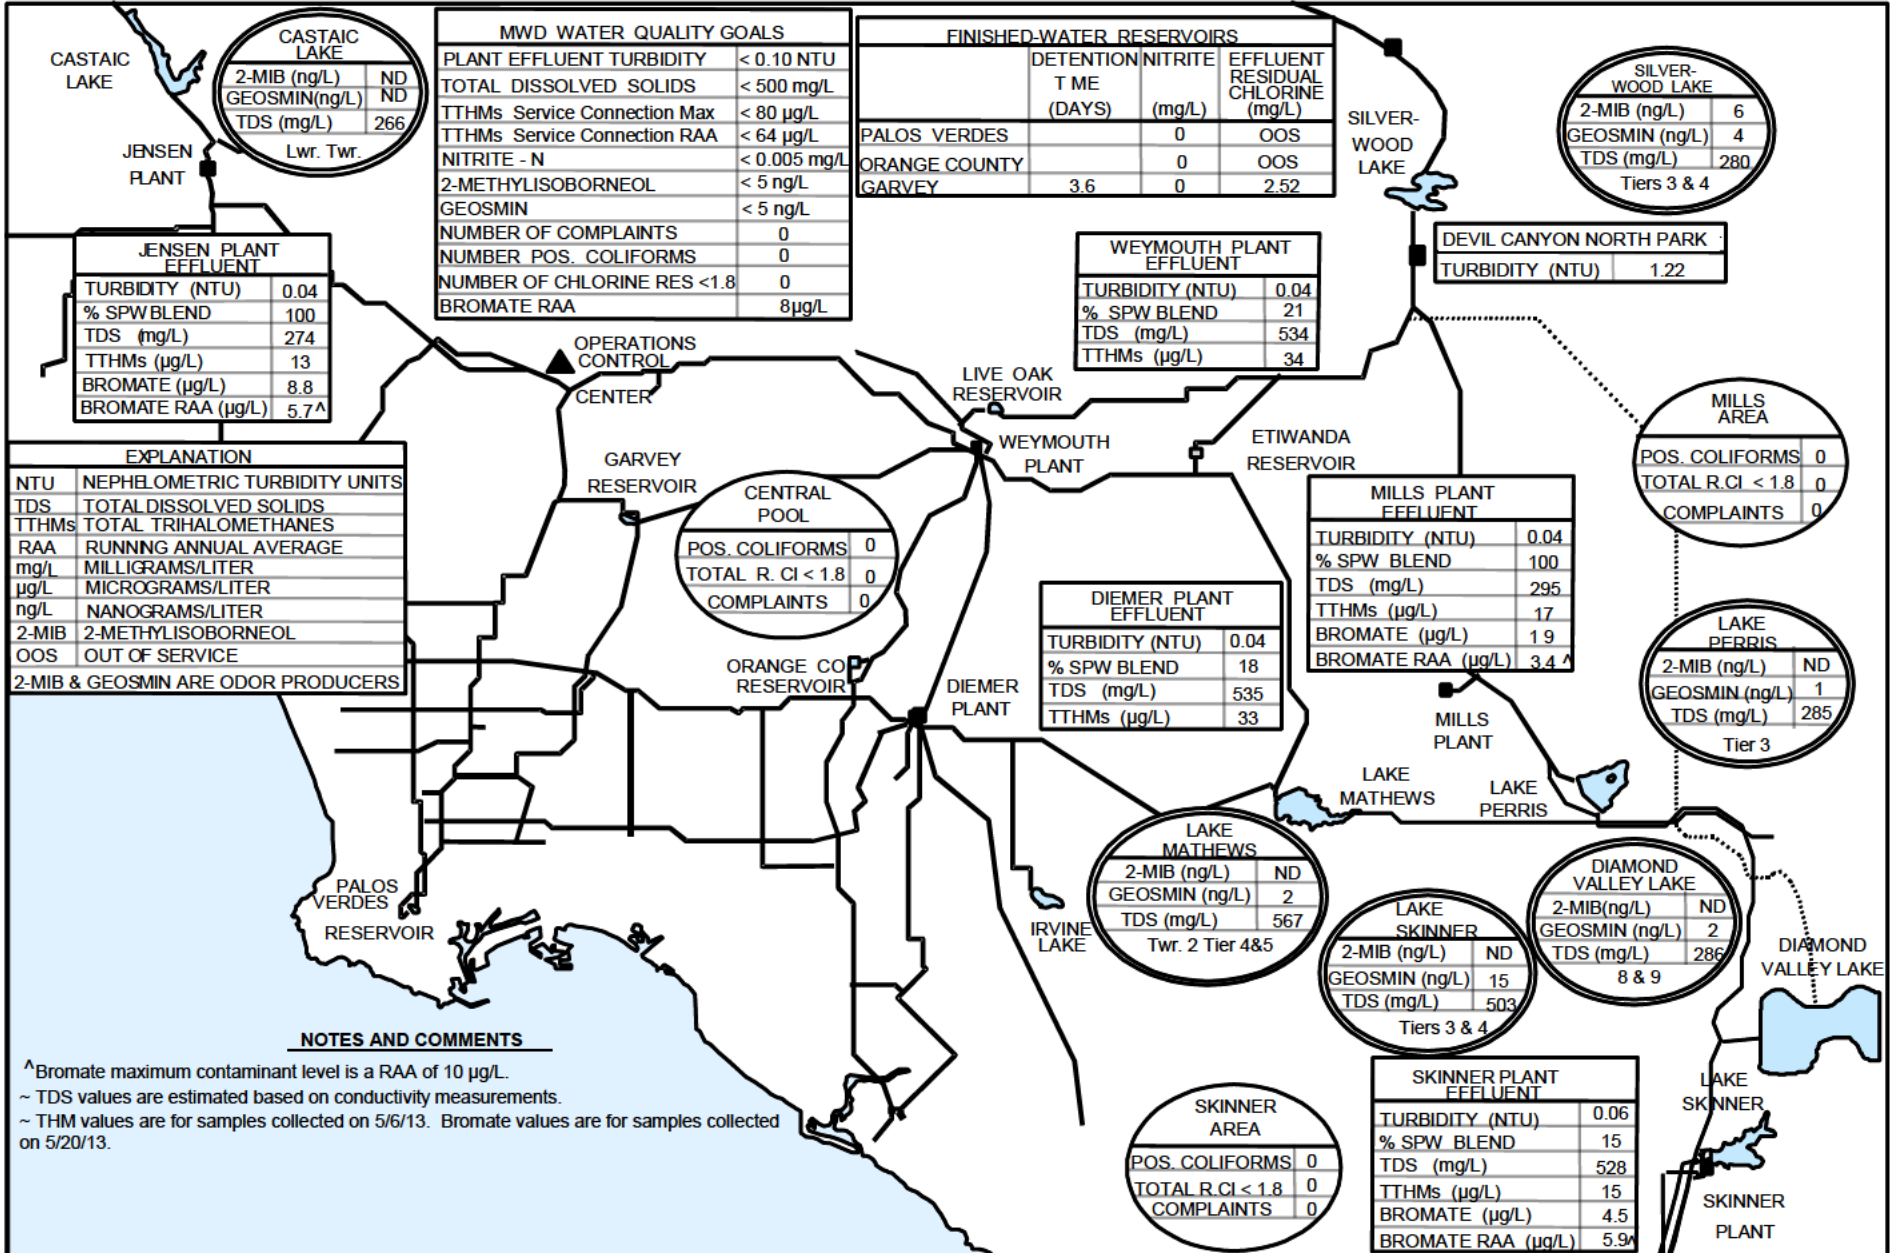 CASTAIC
LAKE
CASTAIC
LAKE
2-MIB (ng/L) ND
GEOSMIN(ng/L) ND
TDS (mg/L) 266
Lwr. Twr.
JENSEN
PLANT
MWD WATER QUALITY GOALS
PLANT EFFLUENT TURBIDITY < 0.10 NTU
TOTAL DISSOLVED SOLIDS < 500 mg/L
TTHMs Service Connection Max < 80 µg/L
TTHMs Service Connection RAA < 64 µg/L
NITRITE - N < 0.005 mg/L
2-METHYLISOBORNEOL < 5 ng/L
GEOSMIN < 5 ng/L
NUMBER OF COMPLAINTS 0
NUMBER POS. COLIFORMS 0
NUMBER OF CHLORINE RES <1.8 0
BROMATE RAA 8µg/L
FINISHED-WATER RESERVOIRS
DETENTION NITRITE EFFLUENT
T ME RESIDUAL
CHLORINE
(DAYS) (mg/L) (mg/L)
PALOS VERDES 0 OOS
ORANGE COUNTY 0 OOS
GARVEY 3.6 0 2.52
SILVER-
WOOD
LAKE
SILVER-
WOOD LAKE
2-MIB (ng/L) 6
GEOSMIN (ng/L) 4
TDS (mg/L) 280
Tiers 3 & 4
DEVIL CANYON NORTH PARK
TURBIDITY (NTU) 1.22
JENSEN PLANT
EFFLUENT
TURBIDITY (NTU) 0.04
% SPW BLEND 100
TDS (mg/L) 274
TTHMs (µg/L) 13
BROMATE (µg/L) 8.8
BROMATE RAA (µg/L) 5.7^
WEYMOUTH PLANT
EFFLUENT
TURBIDITY (NTU) 0.04
% SPW BLEND 21
TDS (mg/L) 534
TTHMs (µg/L) 34
OPERATIONS
CONTROL
CENTER
LIVE OAK
RESERVOIR
WEYMOUTH
PLANT
ETIWANDA
RESERVOIR
MILLS
AREA
POS. COLIFORMS 0
TOTAL R.Cl < 1.8 0
COMPLAINTS 0
EXPLANATION
NTU NEPHELOMETRIC TURBIDITY UNITS
TDS TOTAL DISSOLVED SOLIDS
TTHMs TOTAL TRIHALOMETHANES
RAA RUNNING ANNUAL AVERAGE
mg/L MILLIGRAMS/LITER
µg/L MICROGRAMS/LITER
ng/L NANOGRAMS/LITER
2-MIB 2-METHYLISOBORNEOL
OOS OUT OF SERVICE
2-MIB & GEOSMIN ARE ODOR PRODUCERS
GARVEY
RESERVOIR
CENTRAL
POOL
POS. COLIFORMS 0
TOTAL R. Cl < 1.8 0
COMPLAINTS 0
MILLS PLANT
EFFLUENT
TURBIDITY (NTU) 0.04
% SPW BLEND 100
TDS (mg/L) 295
TTHMs (µg/L) 17
BROMATE (µg/L) 1 9
BROMATE RAA (µg/L) 3.4 ^
DIEMER PLANT
EFFLUENT
TURBIDITY (NTU) 0.04
% SPW BLEND 18
TDS (mg/L) 535
TTHMs (µg/L) 33
LAKE
PERRIS
2-MIB (ng/L) ND
GEOSMIN (ng/L) 1
TDS (mg/L) 285
Tier 3
ORANGE CO
RESERVOIR
DIEMER
PLANT
MILLS
PLANT
LAKE
MATHEWS
LAKE
PERRIS
LAKE
MATHEWS
2-MIB (ng/L) ND
GEOSMIN (ng/L) 2
TDS (mg/L) 567
Twr. 2 Tier 4&5
PALOS
VERDES
RESERVOIR
IRVINE
LAKE
LAKE
SKINNER
2-MIB (ng/L) ND
GEOSMIN (ng/L) 15
TDS (mg/L) 503
Tiers 3 & 4
DIAMOND
VALLEY LAKE
2-MIB(ng/L) ND
GEOSMIN (ng/L) 2
TDS (mg/L) 286
8 & 9
DIAMOND
VALLEY LAKE
NOTES AND COMMENTS
^Bromate maximum contaminant level is a RAA of 10 µg/L.
~ TDS values are estimated based on conductivity measurements.
~ THM values are for samples collected on 5/6/13. Bromate values are for samples collected
on 5/20/13.
SKINNER
AREA
POS. COLIFORMS 0
TOTAL R.Cl < 1.8 0
COMPLAINTS 0
SKINNER PLANT
EFFLUENT
TURBIDITY (NTU) 0.06
% SPW BLEND 15
TDS (mg/L) 528
TTHMs (µg/L) 15
BROMATE (µg/L) 4.5
BROMATE RAA (µg/L) 5.9^
LAKE
SKINNER
SKINNER
PLANT